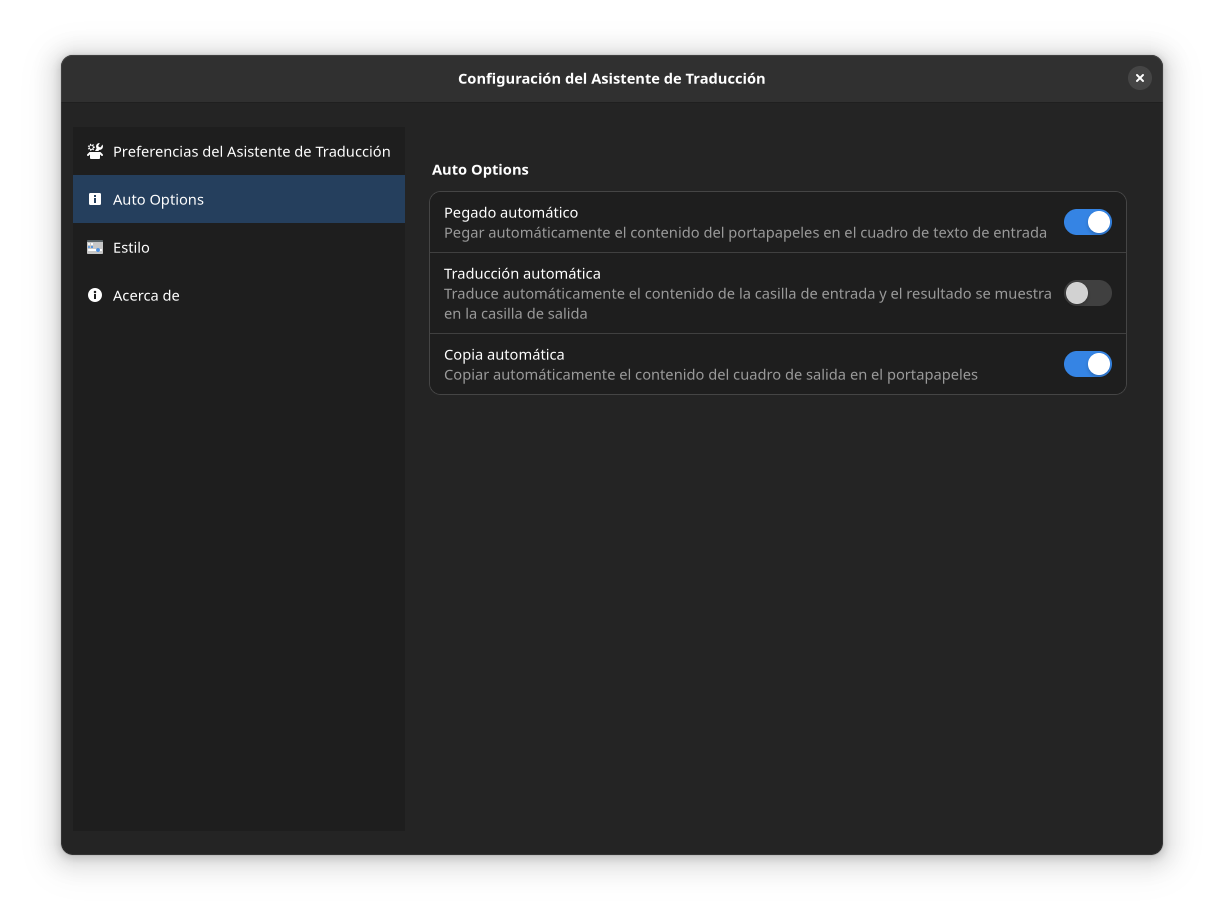 Configuración del Asistente de Traducción
Preferencias del Asistente de Traducción
Auto Options
Estilo
Acerca de
Auto Options
Pegado automático
Pegar automáticamente el contenido del portapapeles en el cuadro de texto de entrada
Traducción automática
Traduce automáticamente el contenido de la casilla de entrada y el resultado se muestra
en la casilla de salida
Copia automática
Copiar automáticamente el contenido del cuadro de salida en el portapapeles